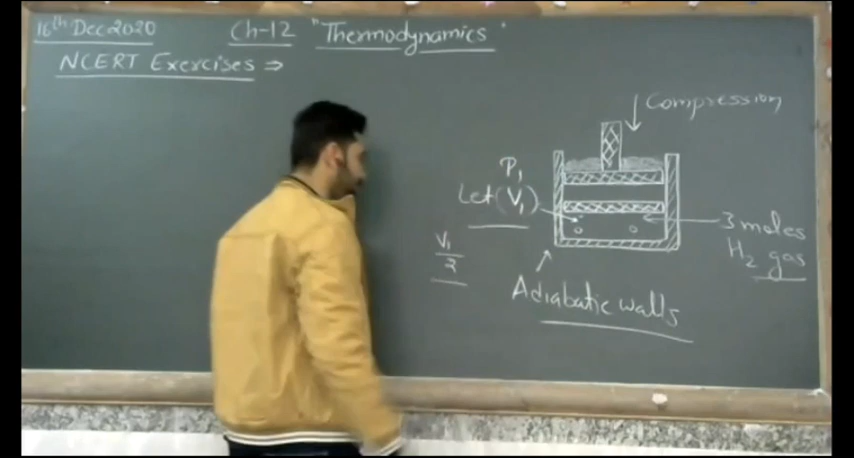 16th Dec 2020
Ch-12 "Thermodynamics"
NCERT Exercises ⇒
Compression
P₁
Let (V₁)
3 moles
H₂ gas
V₁/2
Adiabatic walls